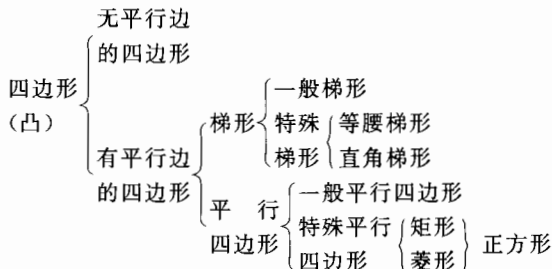 无平行边
的四边形
四边形
(凸)
有平行边
的四边形
梯形
一般梯形
特殊
梯形
等腰梯形
直角梯形
平 行
四边形
一般平行四边形
特殊平行
四边形
矩形
菱形
正方形